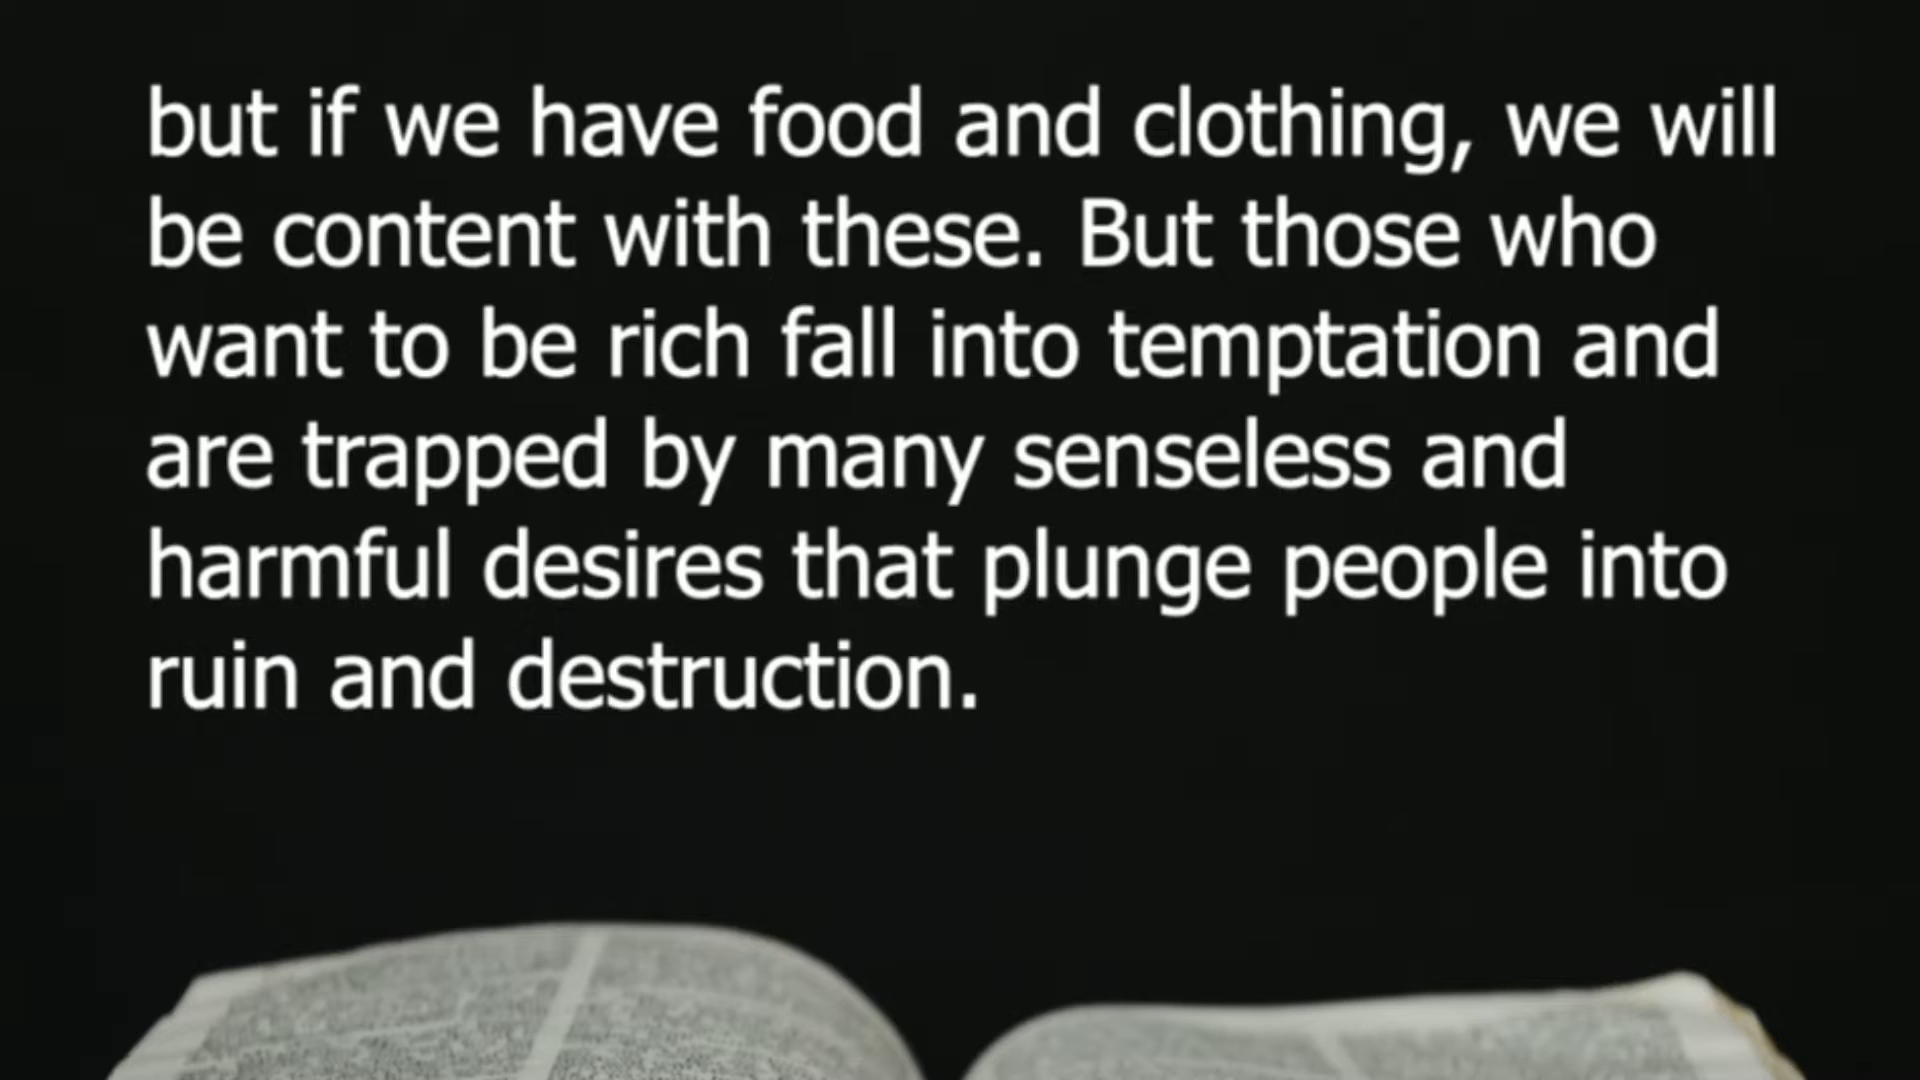 but if we have food and clothing, we will
be content with these. But those who
want to be rich fall into temptation and
are trapped by many senseless and
harmful desires that plunge people into
ruin and destruction.